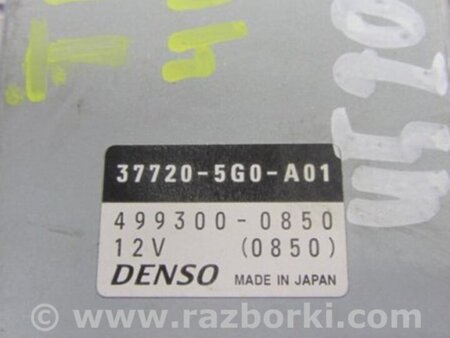 37720-5G0-A01
499300-0850
12V (0850)
DENSO MADE IN JAPAN
© www.razborki.com